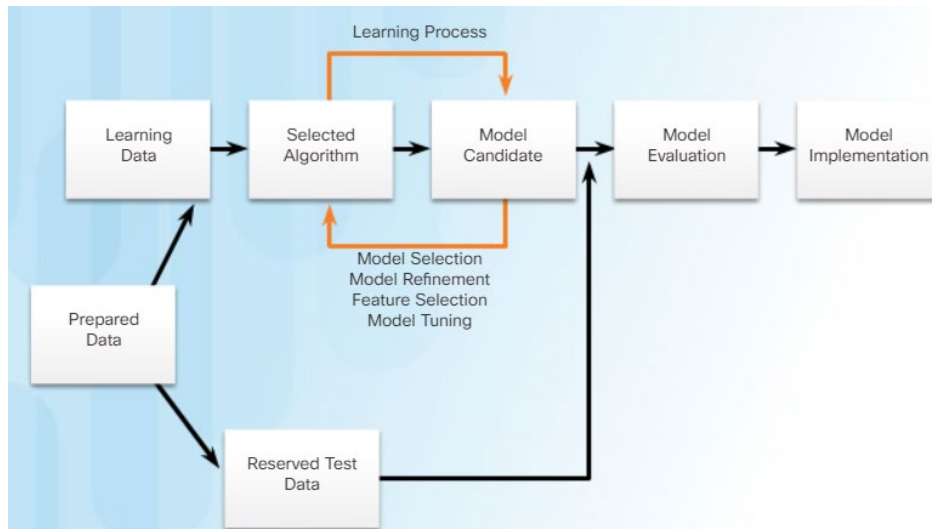 Learning Process
Learning
Data
Selected
Algorithm
Model
Candidate
Model
Evaluation
Model
Implementation
Model Selection
Model Refinement
Feature Selection
Model Tuning
Prepared
Data
Reserved Test
Data